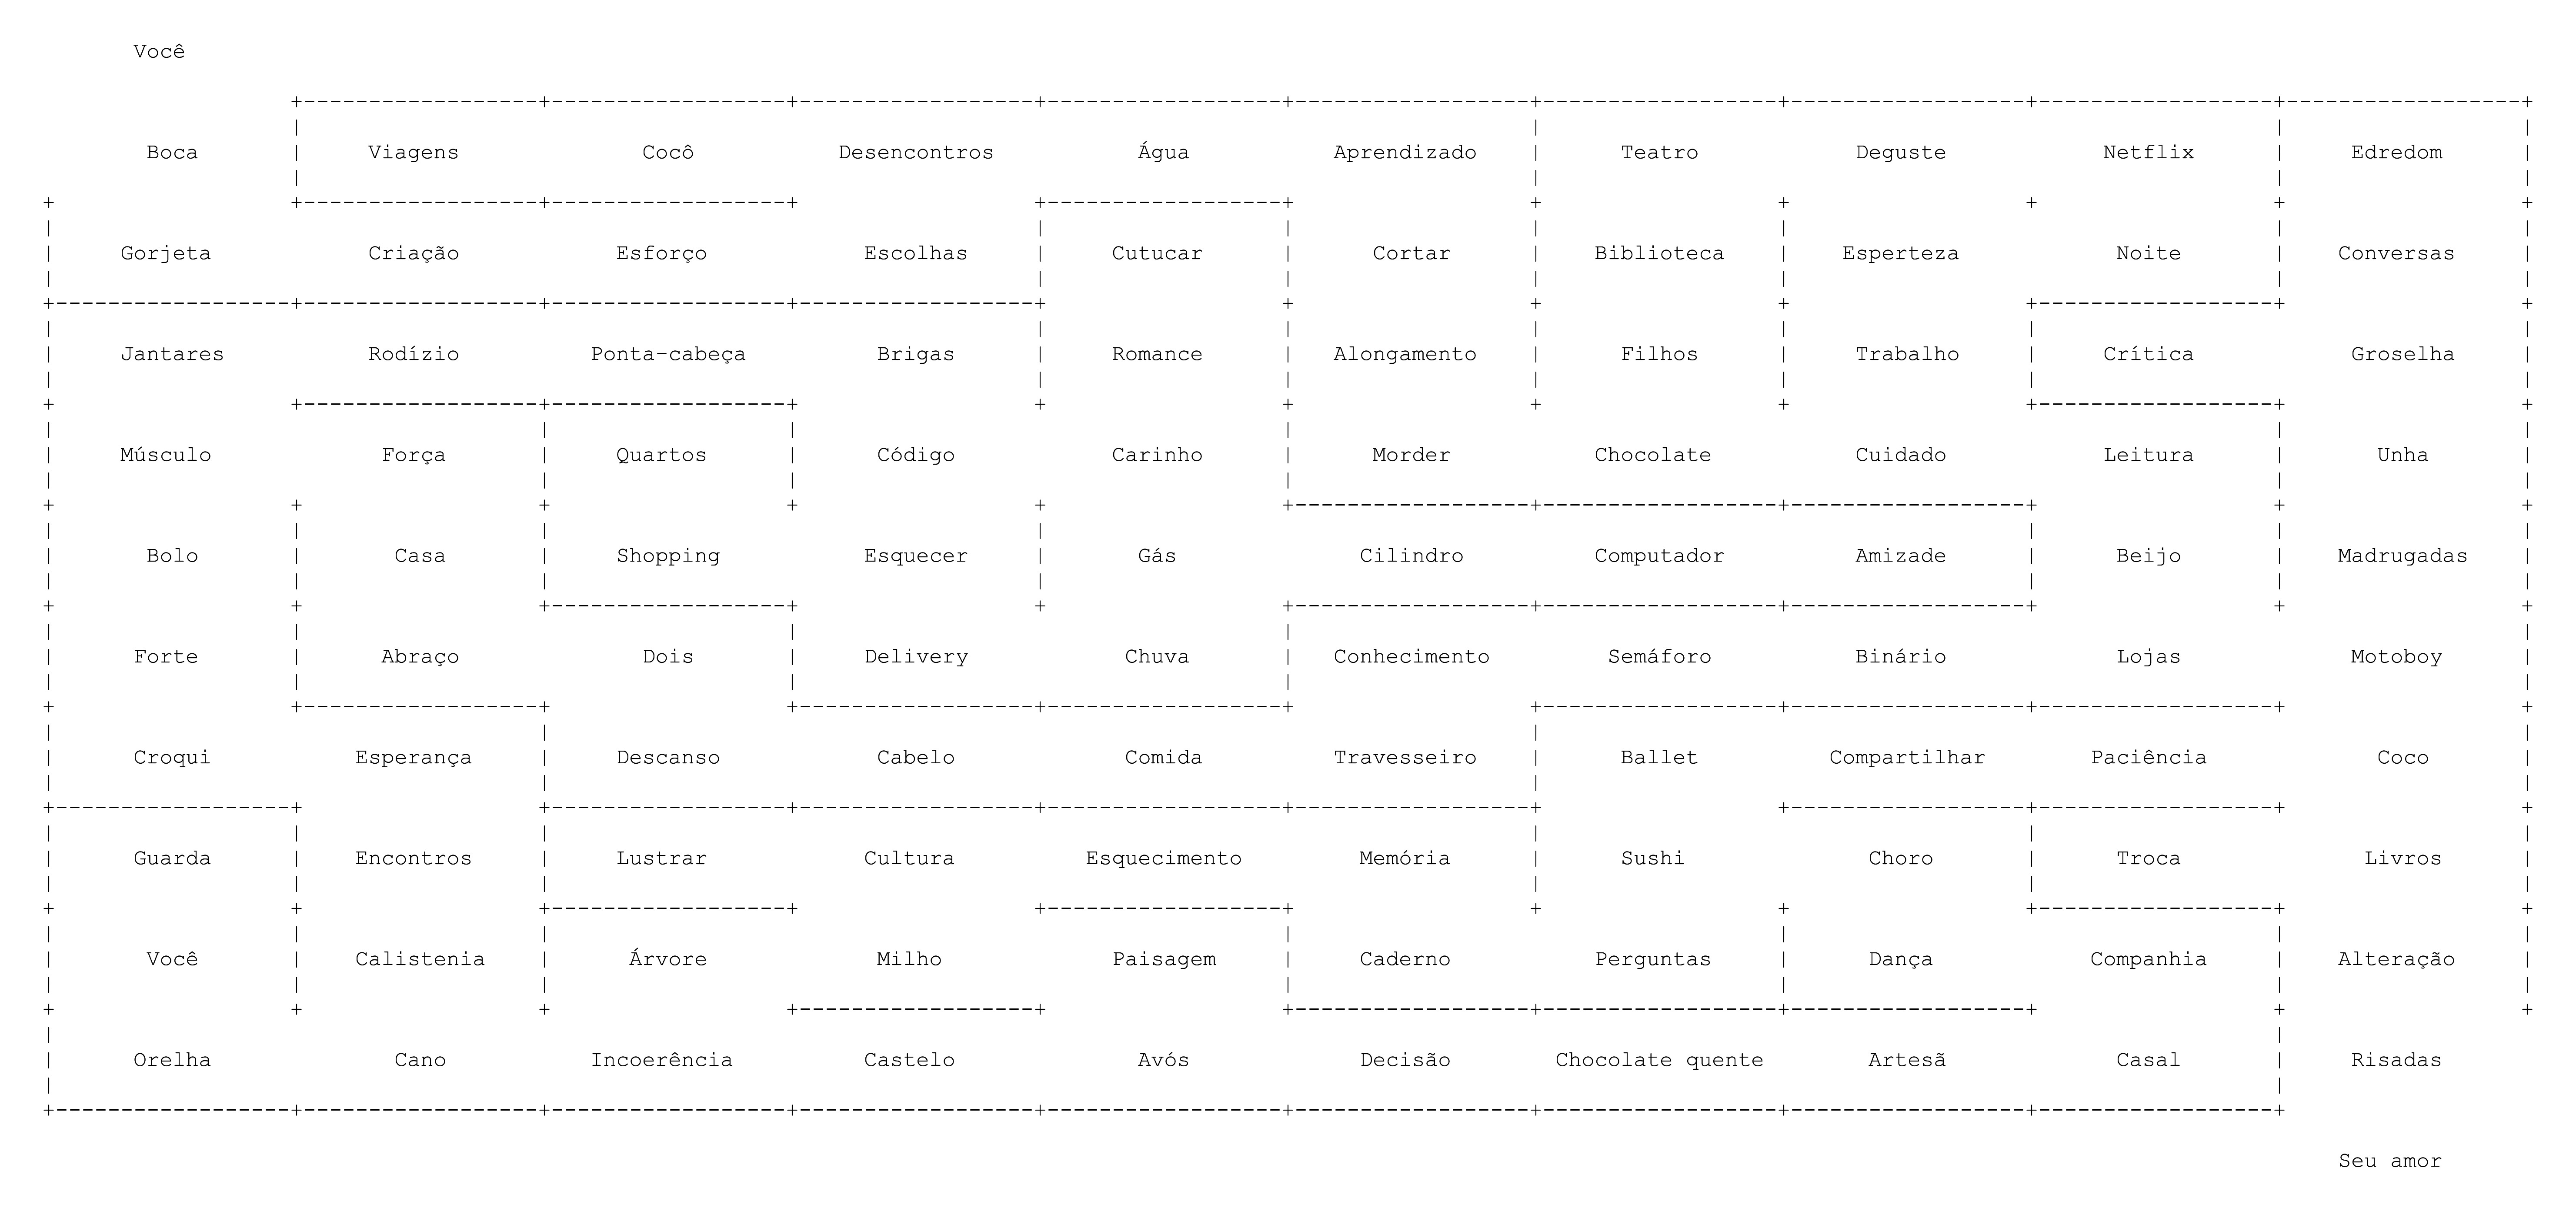 Você
Boca Viagens Cocô Desencontros Água Aprendizado Teatro Deguste Netflix Edredom
Gorjeta Criação Esforço Escolhas Cutucar Cortar Biblioteca Esperteza Noite Conversas
Jantares Rodízio Ponta-cabeça Brigas Romance Alongamento Filhos Trabalho Crítica Groselha
Músculo Força Quartos Código Carinho Morder Chocolate Cuidado Leitura Unha
Bolo Casa Shopping Esquecer Gás Cilindro Computador Amizade Beijo Madrugadas
Forte Abraço Dois Delivery Chuva Conhecimento Semáforo Binário Lojas Motoboy
Croqui Esperança Descanso Cabelo Comida Travesseiro Ballet Compartilhar Paciência Coco
Guarda Encontros Lustrar Cultura Esquecimento Memória Sushi Choro Troca Livros
Você Calistenia Árvore Milho Paisagem Caderno Perguntas Dança Companhia Alteração
Orelha Cano Incoerência Castelo Avós Decisão Chocolate quente Artesã Casal Risadas
Seu amor